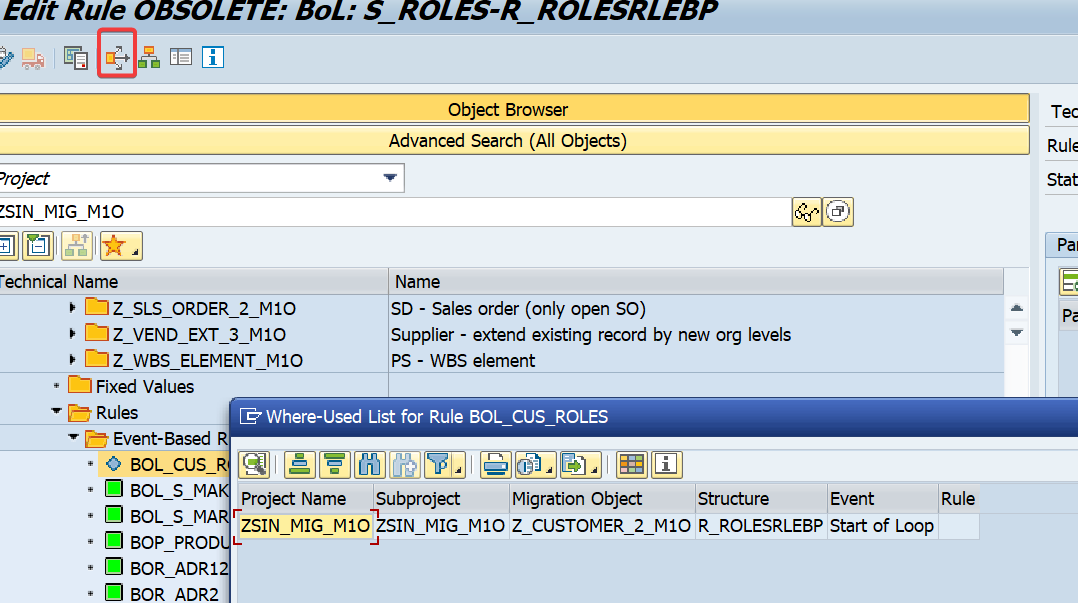 Edit Rule OBSOLETE: BoL: S_ROLES-R_ROLESRLEBP
Object Browser
Advanced Search (All Objects)
Project
ZSIN_MIG_M1O
Technical Name Name
Z_SLS_ORDER_2_M1O SD - Sales order (only open SO)
Z_VEND_EXT_3_M1O Supplier - extend existing record by new org levels
Z_WBS_ELEMENT_M1O PS - WBS element
Fixed Values
Rules
Event-Based R
BOL_CUS_RO
BOL_S_MAK
BOL_S_MAR
BOP_PRODU
BOR_ADR12
BOR_ADR2
Tec
Rule
Stat
Par
Pa
Where-Used List for Rule BOL_CUS_ROLES
Project Name Subproject Migration Object Structure Event Rule
ZSIN_MIG_M1O ZSIN_MIG_M1O Z_CUSTOMER_2_M1O R_ROLESRLEBP Start of Loop